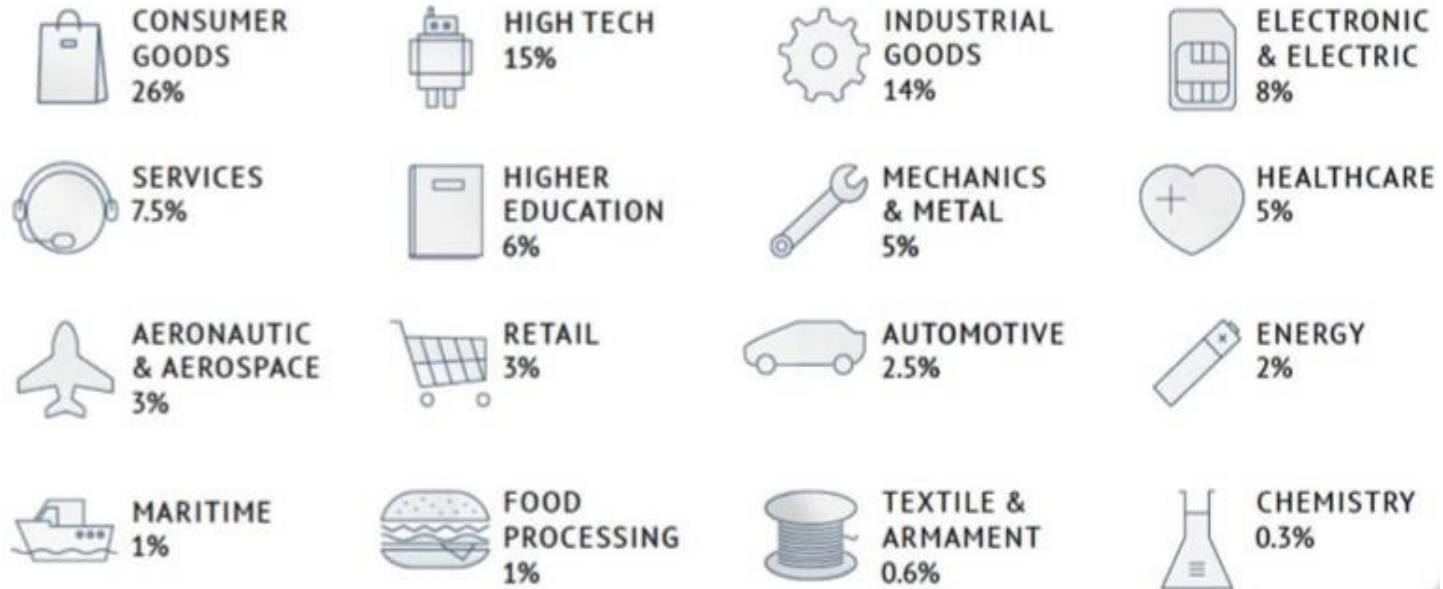 CONSUMER
GOODS
26%
HIGH TECH
15%
INDUSTRIAL
GOODS
14%
ELECTRONIC
& ELECTRIC
8%
SERVICES
7.5%
HIGHER
EDUCATION
6%
MECHANICS
& METAL
5%
HEALTHCARE
5%
AERONAUTIC
& AEROSPACE
3%
RETAIL
3%
AUTOMOTIVE
2.5%
ENERGY
2%
MARITIME
1%
FOOD
PROCESSING
1%
TEXTILE &
ARMAMENT
0.6%
CHEMISTRY
0.3%